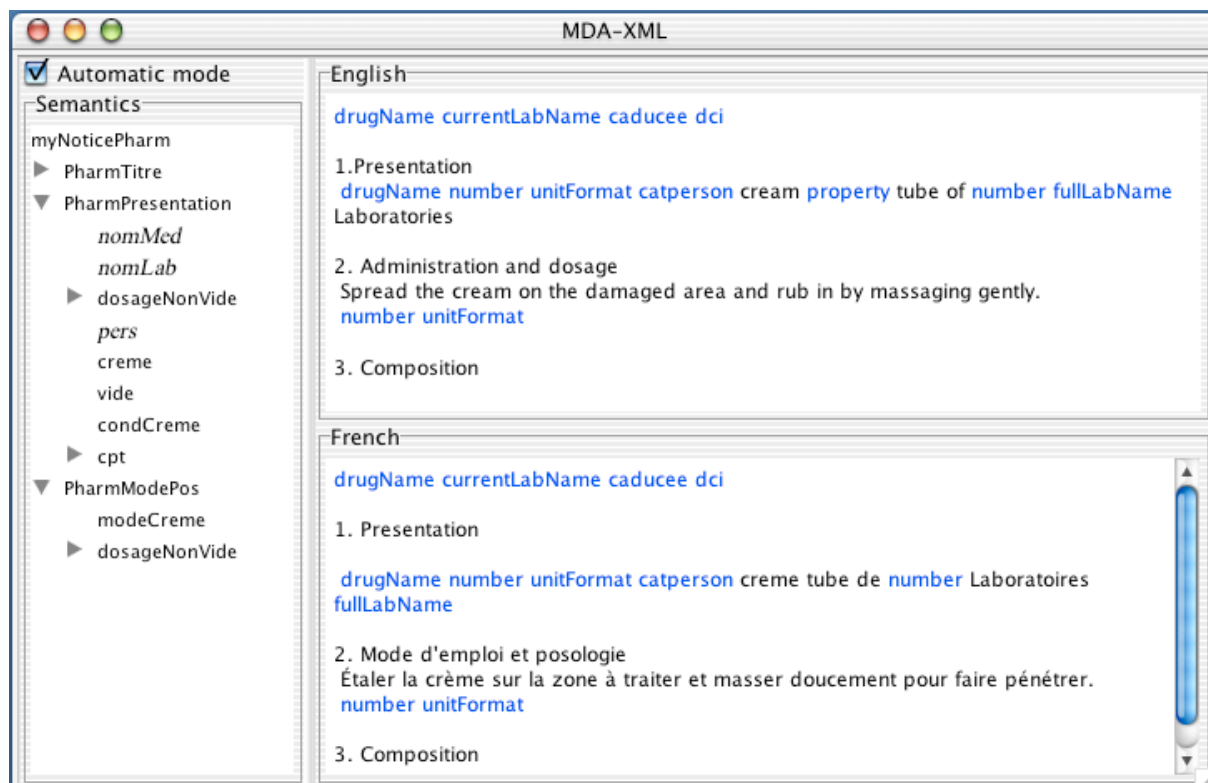 MDA-XML
Automatic mode
Semantics
myNoticePharm
PharmTitre
PharmPresentation
nomMed
nomLab
dosageNonVide
pers
creme
vide
condCreme
cpt
PharmModePos
modeCreme
dosageNonVide
English
drugName currentLabName caducee dci
1.Presentation
drugName number unitFormat catperson cream property tube of number fullLabName
Laboratories
2. Administration and dosage
Spread the cream on the damaged area and rub in by massaging gently.
number unitFormat
3. Composition
French
drugName currentLabName caducee dci
1. Presentation
drugName number unitFormat catperson creme tube de number Laboratoires
fullLabName
2. Mode d'emploi et posologie
Étaler la crème sur la zone à traiter et masser doucement pour faire pénétrer.
number unitFormat
3. Composition